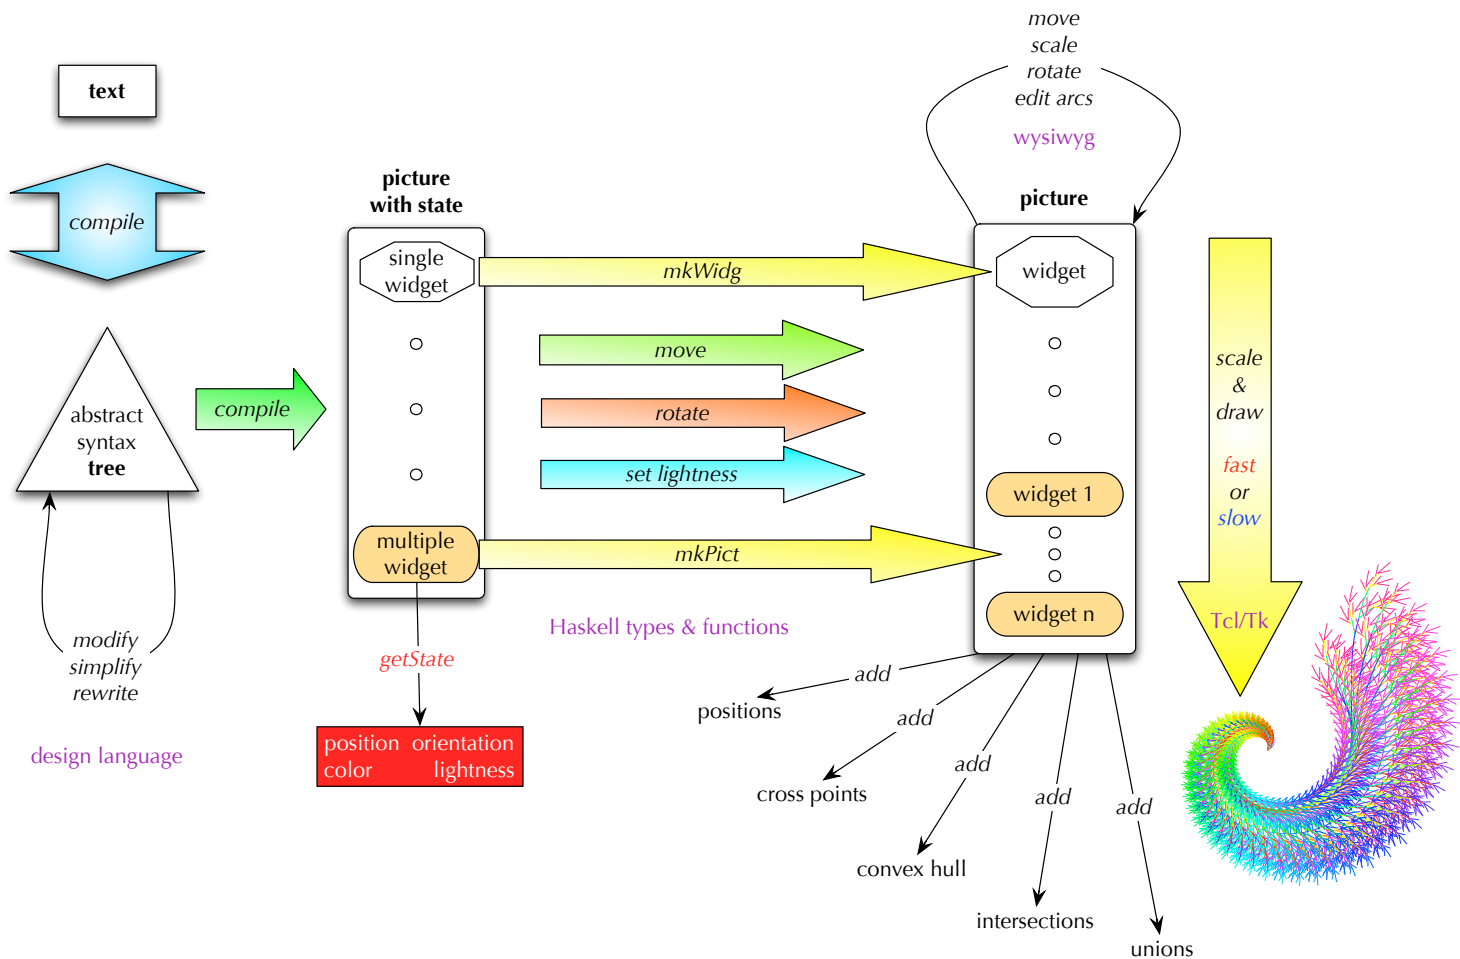 text
compile
abstract
syntax
tree
modify
simplify
rewrite
design language
compile
picture
with state
single
widget
multiple
widget
getState
position orientation
color lightness
mkWidg
move
rotate
set lightness
mkPict
Haskell types & functions
move
scale
rotate
edit arcs
wysiwyg
picture
widget
widget 1
widget n
add
positions
add
cross points
add
convex hull
add
intersections
add
unions
scale
&
draw
fast
or
slow
Tcl/Tk